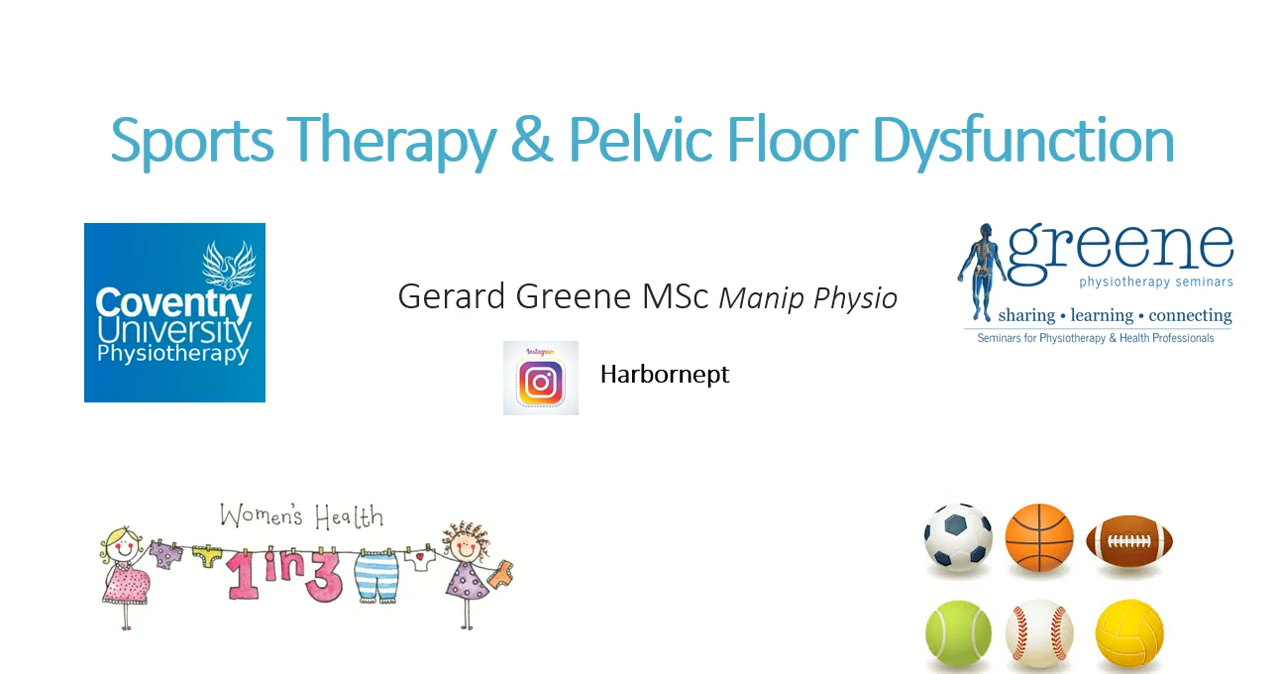 Sports Therapy & Pelvic Floor Dysfunction
Coventry
University
Physiotherapy
Gerard Greene MSc Manip Physio
Instagram
Harbornept
greene
physiotherapy seminars
sharing • learning • connecting
Seminars for Physiotherapy & Health Professionals
Women's Health
1 in 3